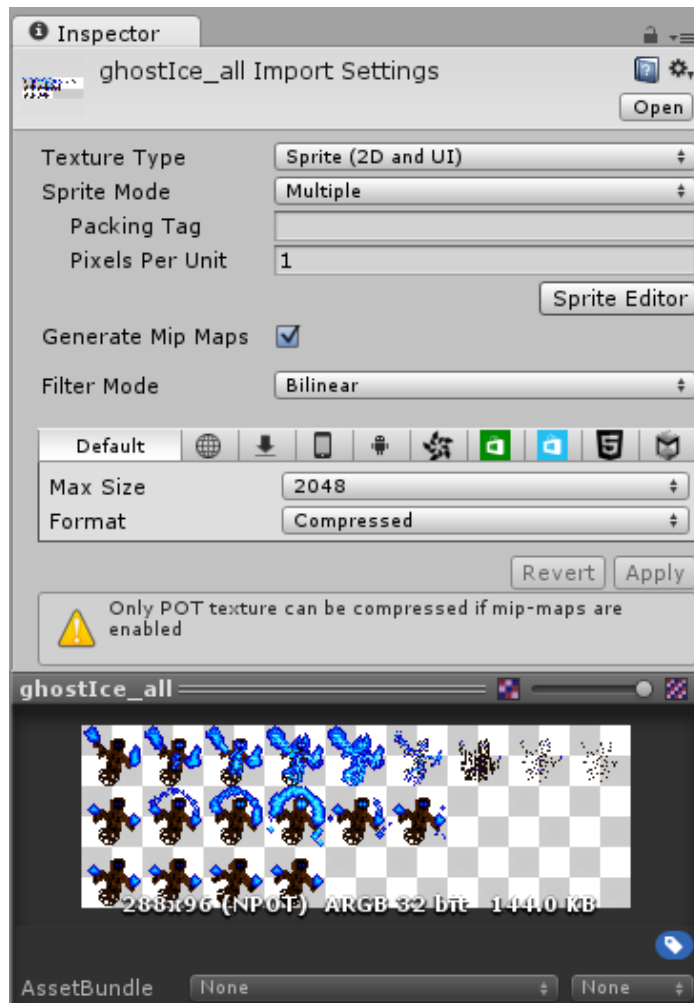 Inspector
ghostIce_all Import Settings
Open
Texture Type Sprite (2D and UI)
Sprite Mode Multiple
Packing Tag
Pixels Per Unit 1
Sprite Editor
Generate Mip Maps
Filter Mode Bilinear
Default
Max Size 2048
Format Compressed
Revert Apply
Only POT texture can be compressed if mip-maps are
enabled
ghostIce_all
288x96 (NPOT) ARGB 32 bit 144.0 KB
AssetBundle None None